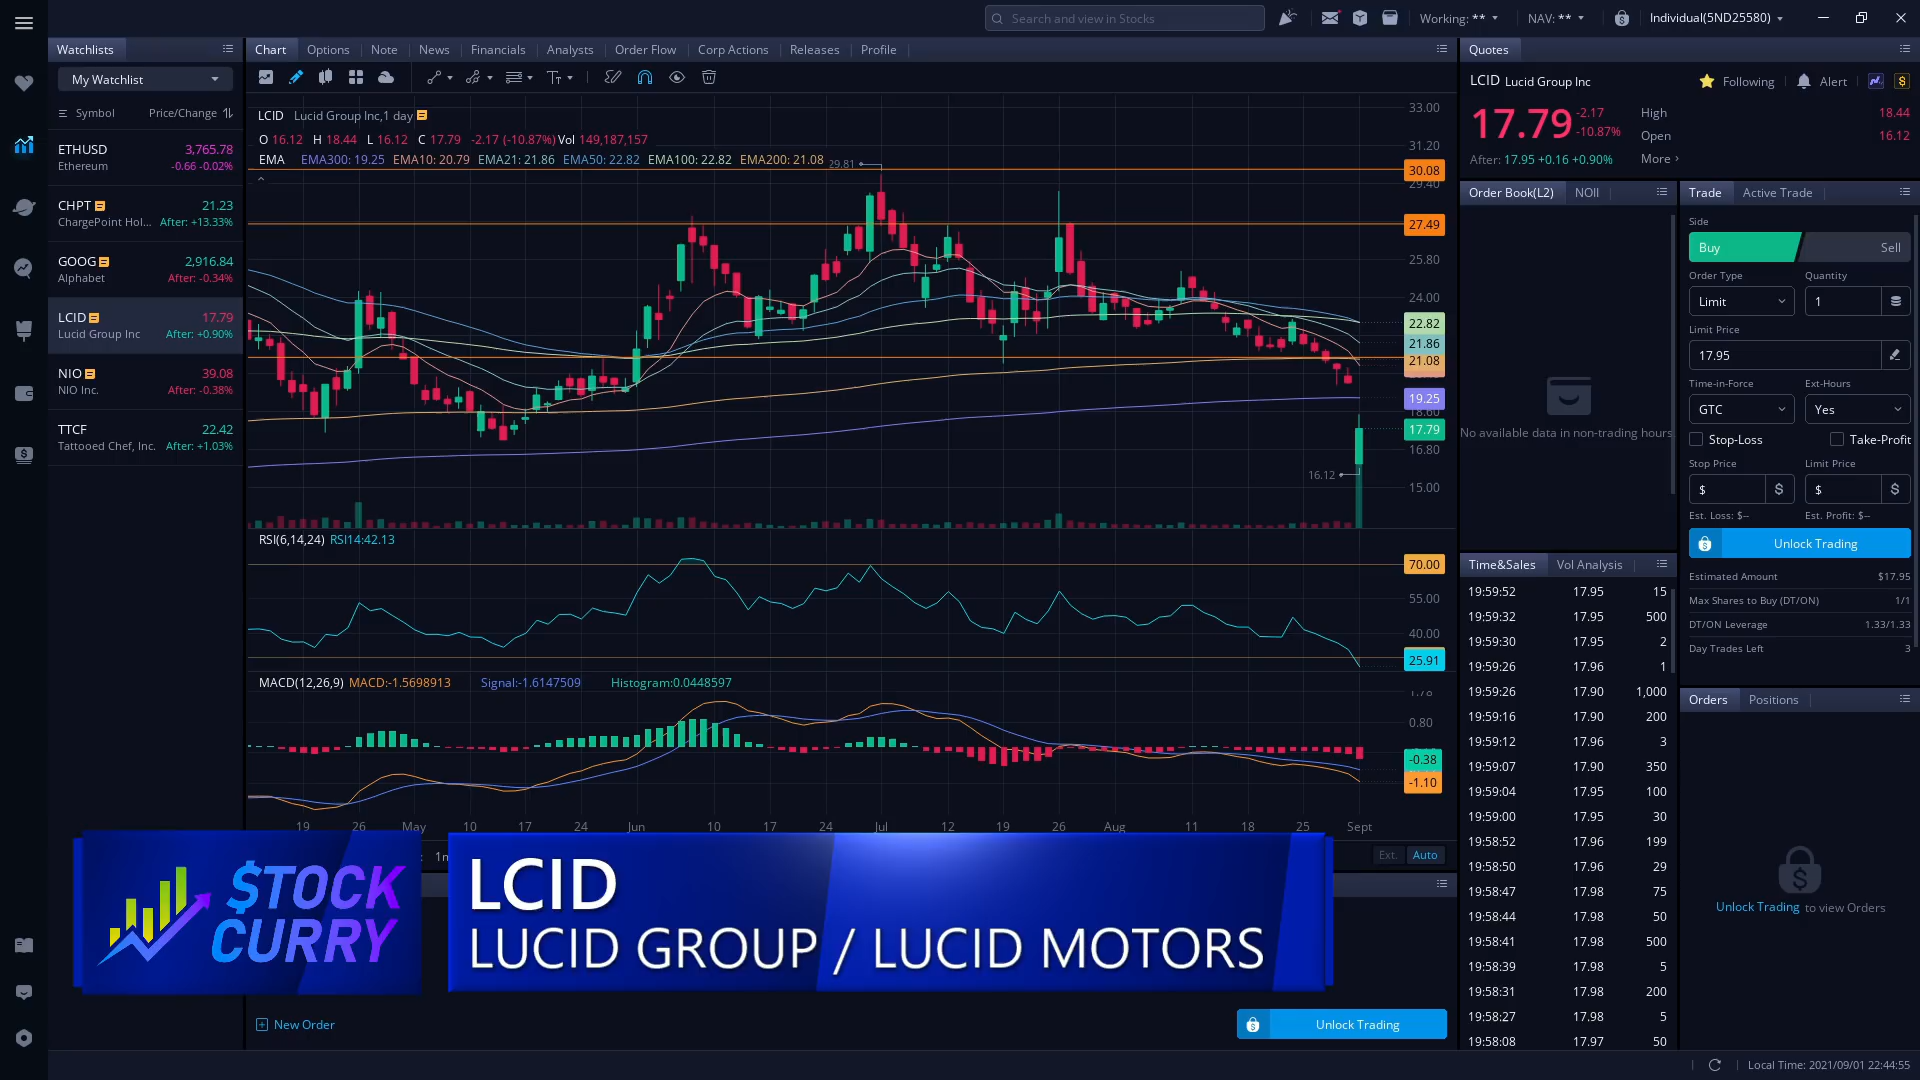 Search and view in Stocks
Working: **
NAV: **
Individual(5ND25580)
Watchlists
My Watchlist
Symbol Price/Change
ETHUSD 3,765.78
Ethereum -0.66 -0.02%
CHPT 21.23
ChargePoint Hol... After: +13.33%
GOOG 2,916.84
Alphabet After: -0.34%
LCID 17.79
Lucid Group Inc After: +0.90%
NIO 39.08
NIO Inc. After: -0.38%
TTCF 22.42
Tattooed Chef, Inc. After: +1.03%
Chart Options Note News Financials Analysts Order Flow Corp Actions Releases Profile
LCID Lucid Group Inc,1 day
O 16.12 H 18.44 L 16.12 C 17.79 -2.17 (-10.87%) Vol 149,187,157
EMA EMA300: 19.25 EMA10: 20.79 EMA21: 21.86 EMA50: 22.82 EMA100: 22.82 EMA200: 21.08
29.81
16.12
33.00
31.20
30.08
29.40
27.49
25.80
24.00
22.82
21.86
21.08
19.25
18.60
17.79
16.80
15.00
RSI(6,14,24) RSI14:42.13
70.00
55.00
40.00
25.91
MACD(12,26,9) MACD:-1.5698913 Signal:-1.6147509 Histogram:0.0448597
1.78
0.80
-0.38
-1.10
19 26 May 10 17 24 Jun 10 17 24 Jul 12 19 26 Aug 11 18 25 Sept
Ext. Auto
$TOCK
CURRY
LCID
LUCID GROUP / LUCID MOTORS
New Order
Unlock Trading
Quotes
LCID Lucid Group Inc Following Alert
17.79 -2.17
-10.87%
High 18.44
Open 16.12
After: 17.95 +0.16 +0.90% More
Order Book(L2) NOII
No available data in non-trading hours
Time&Sales Vol Analysis
19:59:52 17.95 15
19:59:32 17.95 500
19:59:30 17.95 2
19:59:26 17.96 1
19:59:26 17.90 1,000
19:59:16 17.90 200
19:59:12 17.96 3
19:59:07 17.90 350
19:59:04 17.95 100
19:59:00 17.95 30
19:58:52 17.96 199
19:58:50 17.96 29
19:58:47 17.98 75
19:58:44 17.98 50
19:58:41 17.98 500
19:58:39 17.98 5
19:58:31 17.98 200
19:58:27 17.98 5
19:58:08 17.97 50
Trade Active Trade
Side
Buy Sell
Order Type Quantity
Limit 1
Limit Price
17.95
Time-in-Force Ext-Hours
GTC Yes
Stop-Loss Take-Profit
Stop Price Limit Price
$ $ $ $
Est. Loss: $-- Est. Profit: $--
Unlock Trading
Estimated Amount $17.95
Max Shares to Buy (DT/ON) 1/1
DT/ON Leverage 1.33/1.33
Day Trades Left 3
Orders Positions
Unlock Trading to view Orders
Local Time: 2021/09/01 22:44:55